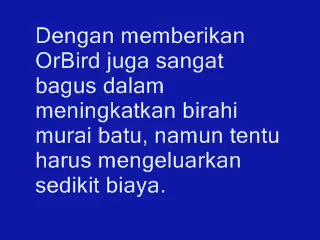 Dengan memberikan
OrBird juga sangat
bagus dalam
meningkatkan birahi
murai batu, namun tentu
harus mengeluarkan
sedikit biaya.